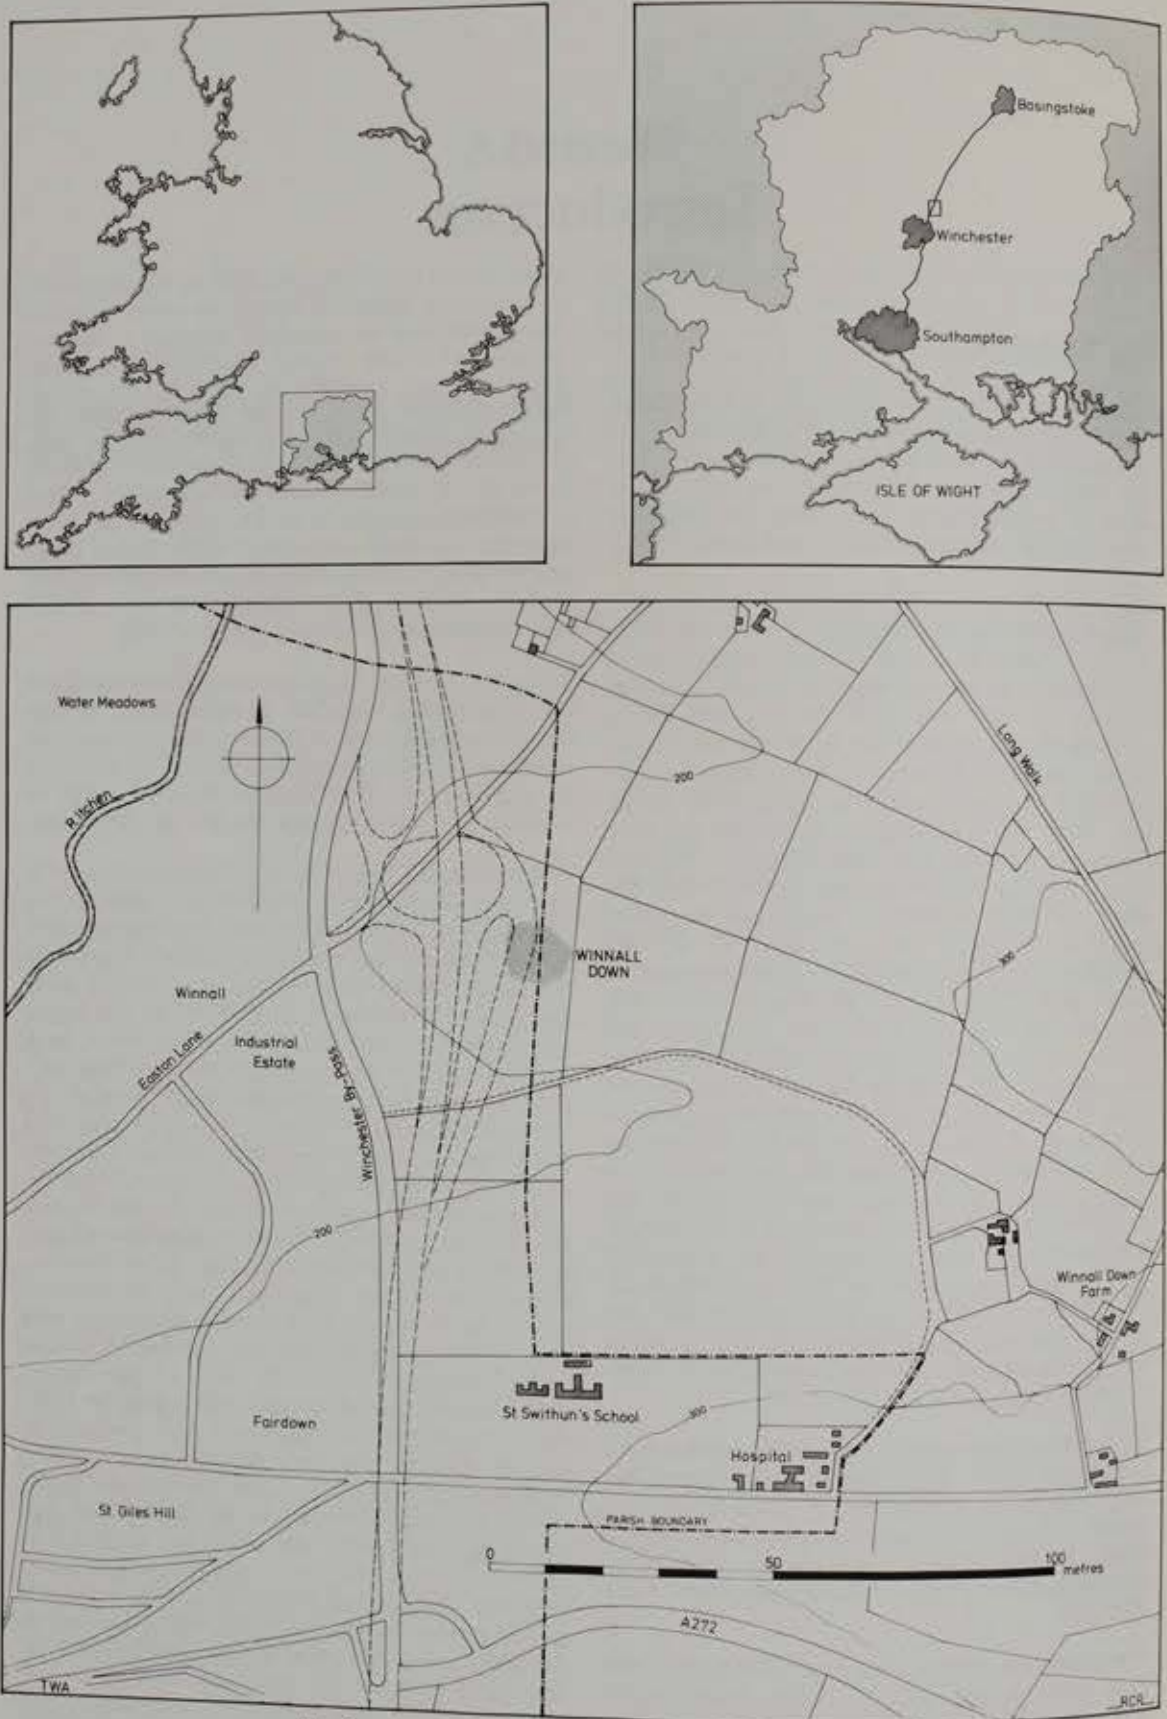 Basingstoke
Winchester
Southampton
ISLE OF WIGHT
Water Meadows
R. Itchen
200
Long Walk
300
WINNALL
DOWN
Winnall
Industrial
Estate
Easton Lane
Winchester By-Pass
200
Winnall Down
Farm
St Swithun's School
300
Fairdown
Hospital
St. Giles Hill
PARISH BOUNDARY
0 50 100 metres
A272
TWA
RCR